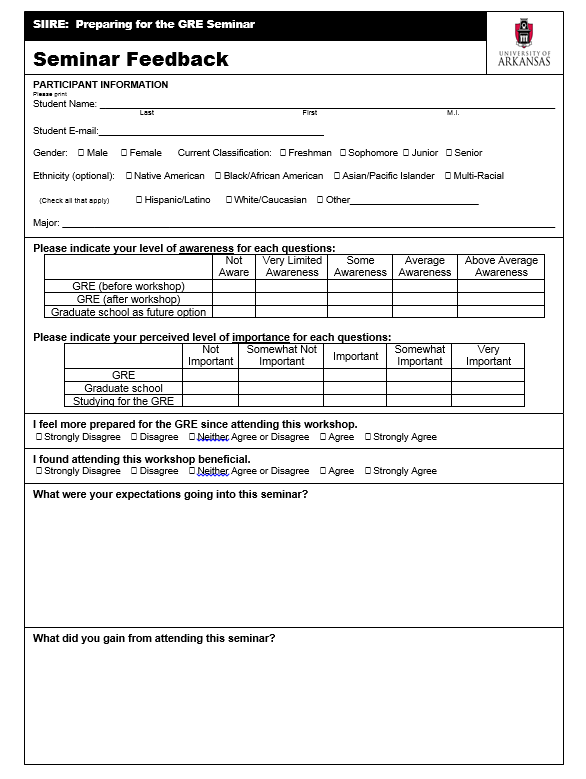 SIIRE: Preparing for the GRE Seminar
Seminar Feedback
UNIVERSITY OF
ARKANSAS
PARTICIPANT INFORMATION
Please print
Student Name:
Last First M.I.
Student E-mail:
Gender: Male Female Current Classification: Freshman Sophomore Junior Senior
Ethnicity (optional): Native American Black/African American Asian/Pacific Islander Multi-Racial
(Check all that apply) Hispanic/Latino White/Caucasian Other
Major:
Please indicate your level of awareness for each questions:
Not Aware Very Limited Awareness Some Awareness Average Awareness Above Average Awareness
GRE (before workshop)
GRE (after workshop)
Graduate school as future option
Please indicate your perceived level of importance for each questions:
Not Important Somewhat Not Important Important Somewhat Important Very Important
GRE
Graduate school
Studying for the GRE
I feel more prepared for the GRE since attending this workshop.
Strongly Disagree Disagree Neither Agree or Disagree Agree Strongly Agree
I found attending this workshop beneficial.
Strongly Disagree Disagree Neither Agree or Disagree Agree Strongly Agree
What were your expectations going into this seminar?
What did you gain from attending this seminar?